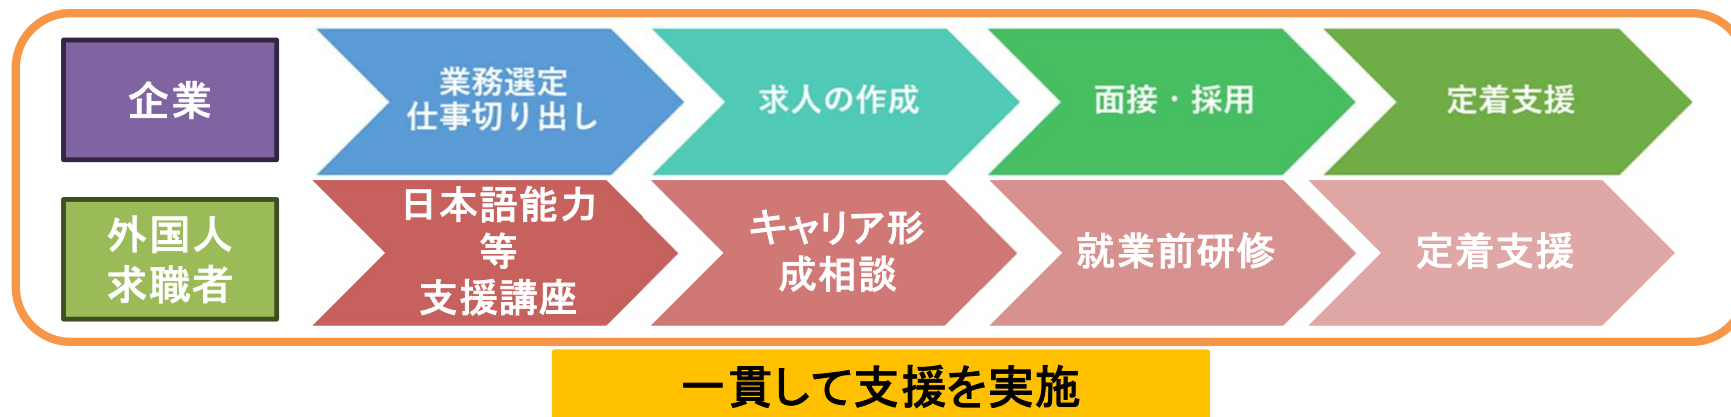 企業
業務選定
仕事切り出し
求人の作成
面接・採用
定着支援
外国人
求職者
日本語能力
等
支援講座
キャリア形
成相談
就業前研修
定着支援
一貫して支援を実施